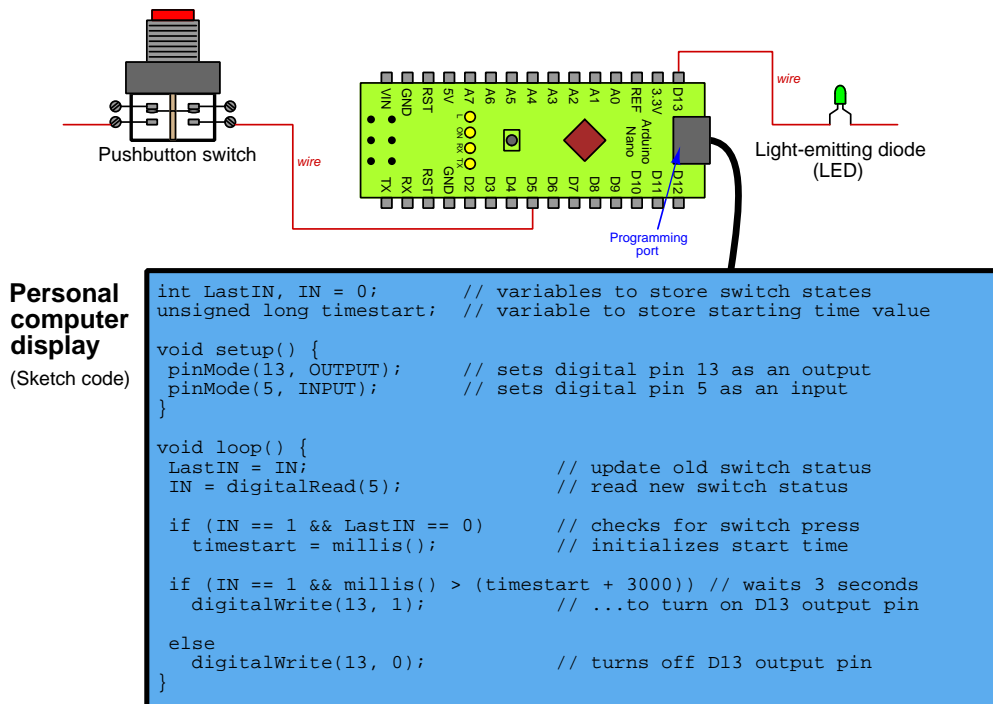 Pushbutton switch
wire
VIN GND RST 5V A7 A6 A5 A4 A3 A2 A1 A0 REF 3.3V D13
L ON RX TX
Arduino
Nano
TX RX RST GND D2 D3 D4 D5 D6 D7 D8 D9 D10 D11 D12
wire
Light-emitting diode
(LED)
Programming
port
Personal
computer
display
(Sketch code)
int LastIN, IN = 0;       // variables to store switch states
unsigned long timestart;  // variable to store starting time value
void setup() {
 pinMode(13, OUTPUT);     // sets digital pin 13 as an output
 pinMode(5, INPUT);       // sets digital pin 5 as an input
}
void loop() {
 LastIN = IN;                     // update old switch status
 IN = digitalRead(5);             // read new switch status
 if (IN == 1 && LastIN == 0)      // checks for switch press
   timestart = millis();          // initializes start time
 if (IN == 1 && millis() > (timestart + 3000)) // waits 3 seconds
   digitalWrite(13, 1);           // ...to turn on D13 output pin
 else
   digitalWrite(13, 0);           // turns off D13 output pin
}